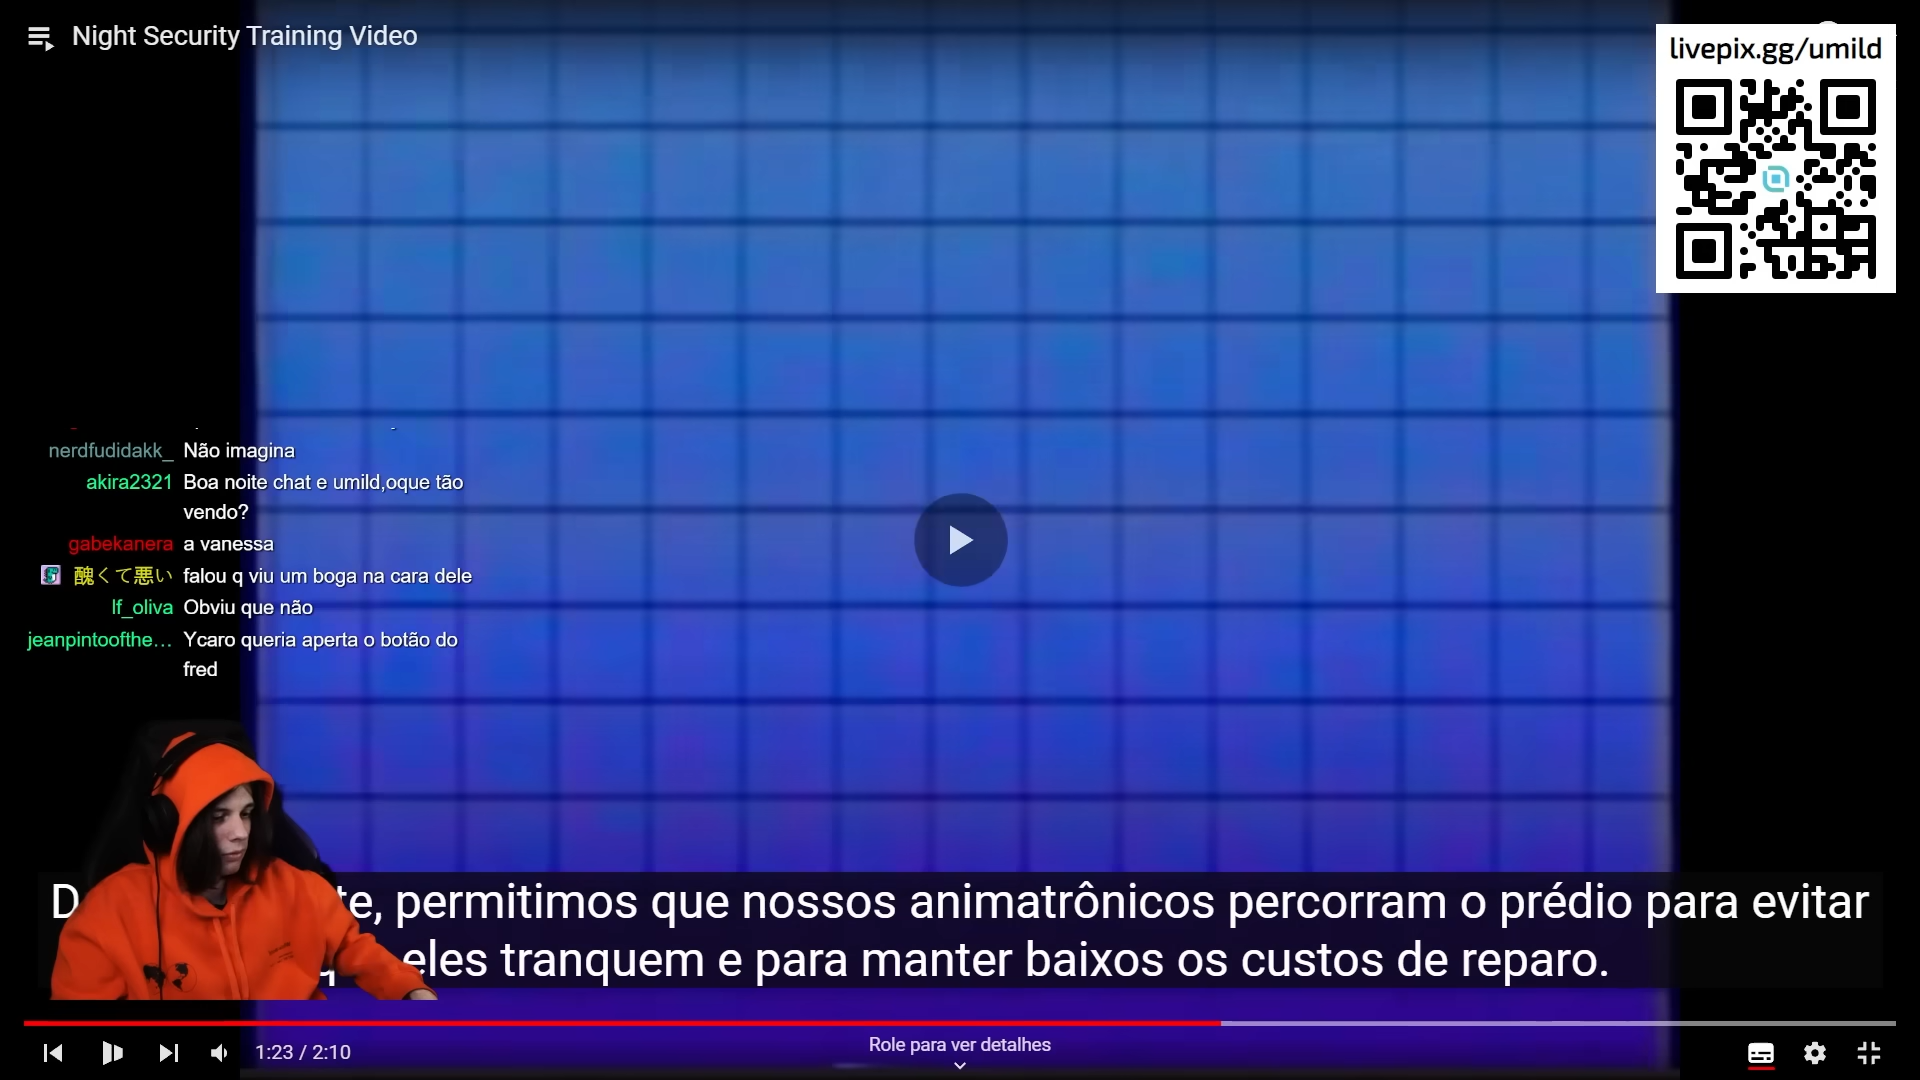 Night Security Training Video
livepix.gg/umild
nerdfudidakk_ Não imagina
akira2321 Boa noite chat e umild,oque tão
vendo?
gabekanera a vanessa
醜くて悪い falou q viu um boga na cara dele
lf_oliva Obviu que não
jeanpintoofthe… Ycaro queria aperta o botão do
fred
permitimos que nossos animatrônicos percorram o prédio para evitar
eles tranquem e para manter baixos os custos de reparo.
Role para ver detalhes
1:23 / 2:10